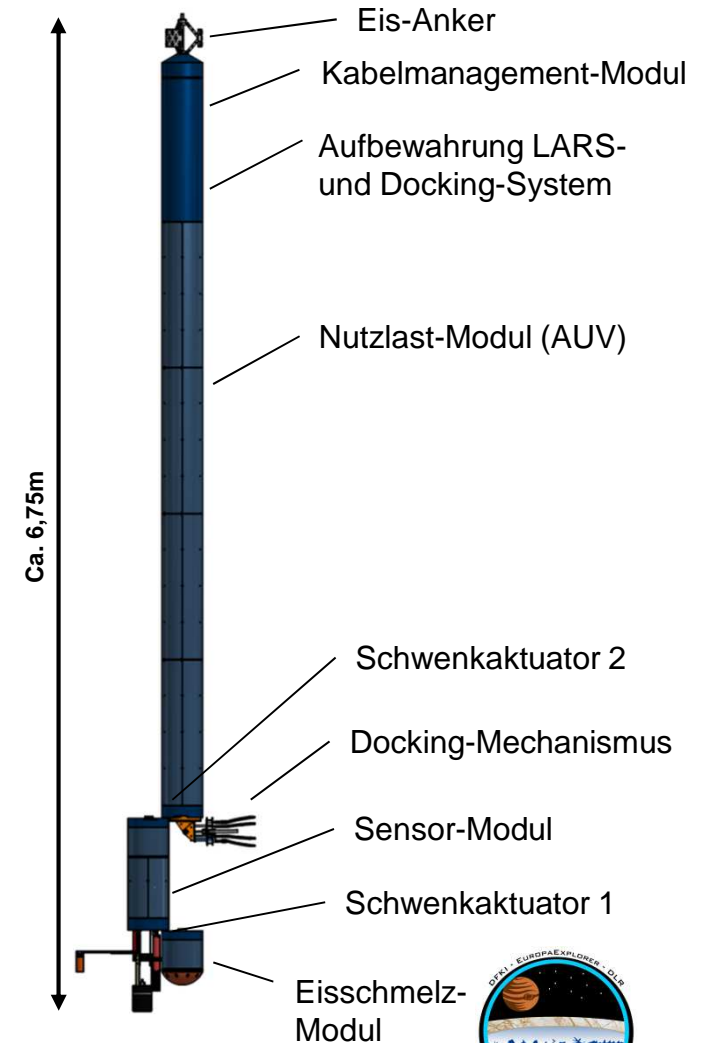 Eis-Anker
Kabelmanagement-Modul
Aufbewahrung LARS-
und Docking-System
Nutzlast-Modul (AUV)
Ca. 6,75m
Schwenkaktuator 2
Docking-Mechanismus
Sensor-Modul
Schwenkaktuator 1
Eisschmelz-
Modul
DFKI - EUROPAEXPLORER - DLR